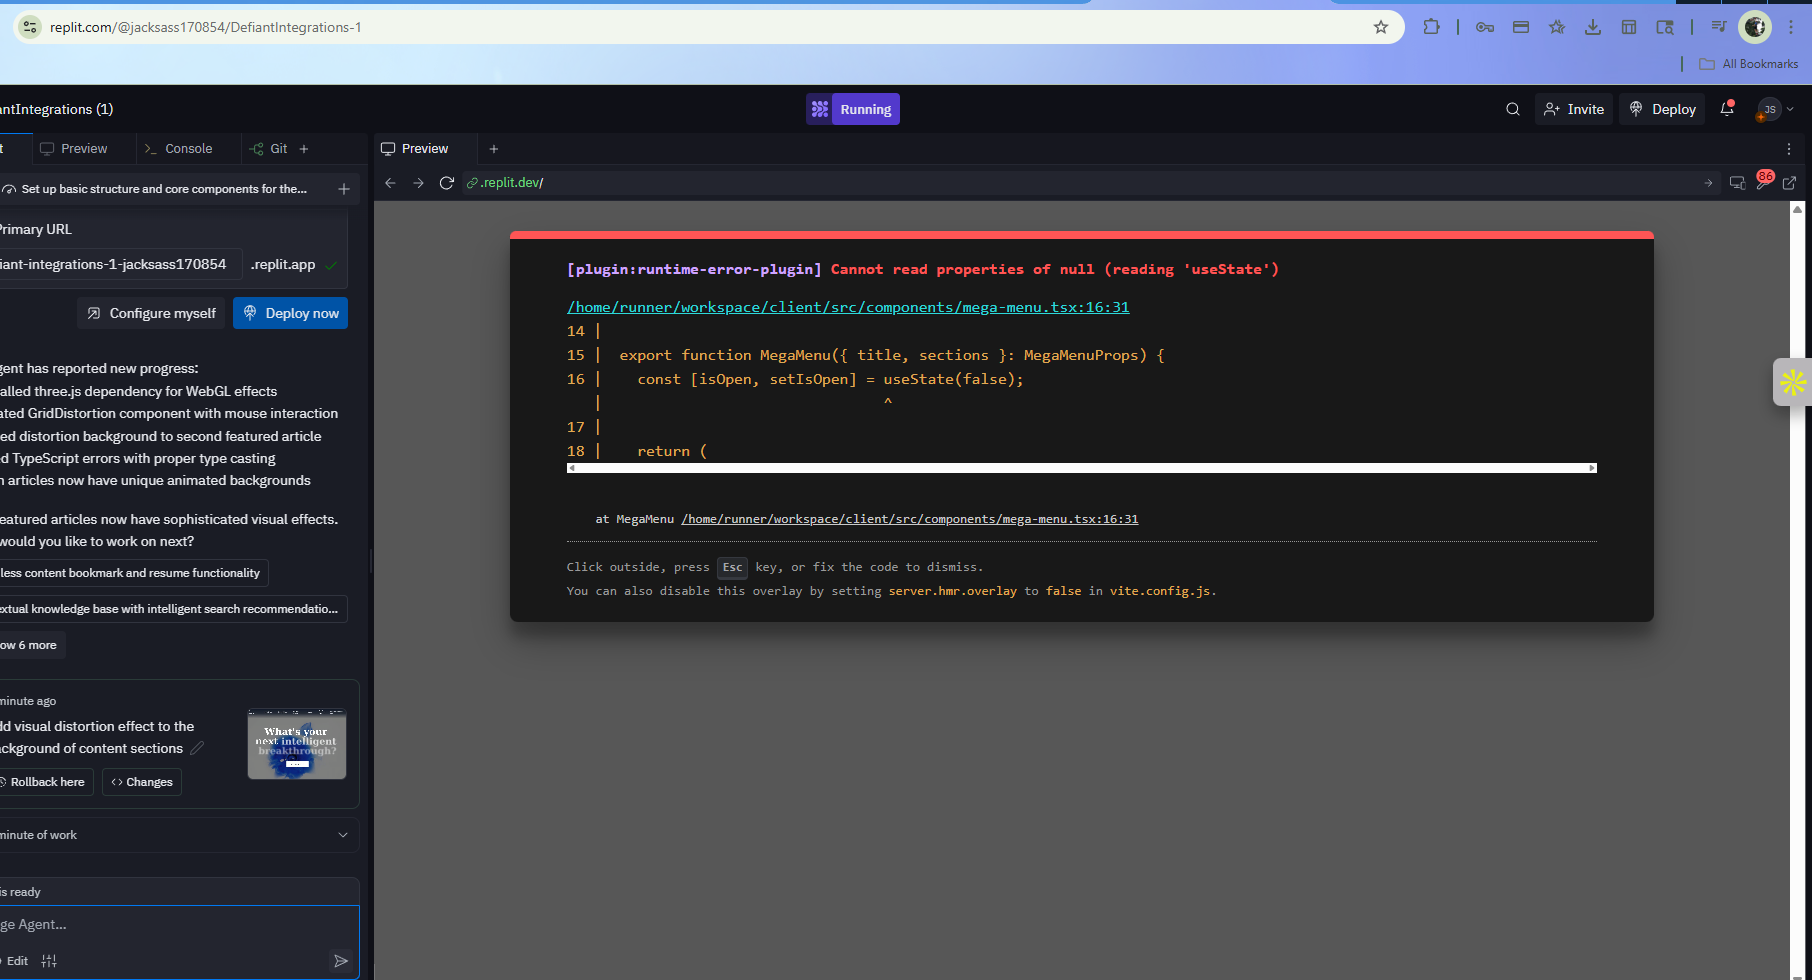 replit.com/@jacksass170854/DefiantIntegrations-1
All Bookmarks
antIntegrations (1)
Running
Invite
Deploy
JS
t
Preview
Console
Git
Preview
Set up basic structure and core components for the...
.replit.dev/
86
Primary URL
iant-integrations-1-jacksass170854
.replit.app
Configure myself
Deploy now
gent has reported new progress:
alled three.js dependency for WebGL effects
ated GridDistortion component with mouse interaction
ed distortion background to second featured article
d TypeScript errors with proper type casting
n articles now have unique animated backgrounds
eatured articles now have sophisticated visual effects.
would you like to work on next?
less content bookmark and resume functionality
extual knowledge base with intelligent search recommendatio...
ow 6 more
minute ago
dd visual distortion effect to the
ackground of content sections
What's your
next intelligent
breakthrough?
Rollback here
<> Changes
minute of work
is ready
ge Agent...
Edit
[plugin:runtime-error-plugin] Cannot read properties of null (reading 'useState')
/home/runner/workspace/client/src/components/mega-menu.tsx:16:31
14 |
15 | export function MegaMenu({ title, sections }: MegaMenuProps) {
16 | const [isOpen, setIsOpen] = useState(false);
| ^
17 |
18 | return (
at MegaMenu /home/runner/workspace/client/src/components/mega-menu.tsx:16:31
Click outside, press Esc key, or fix the code to dismiss.
You can also disable this overlay by setting server.hmr.overlay to false in vite.config.js.